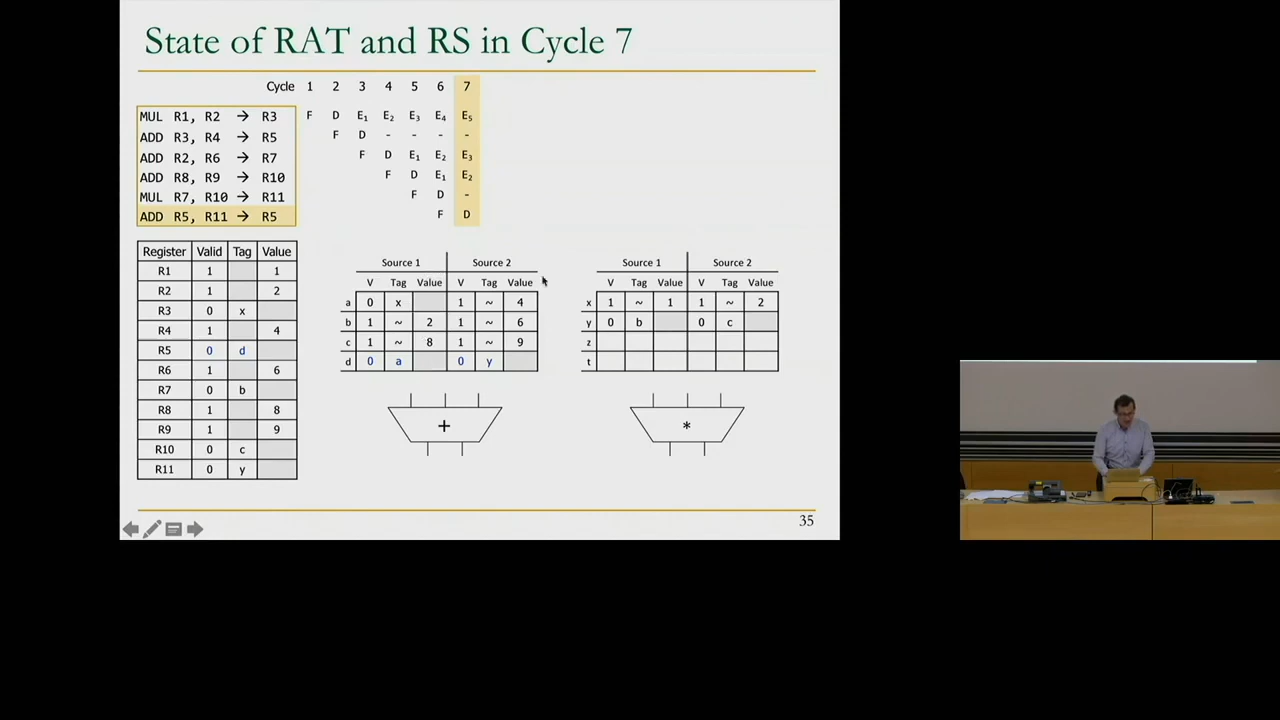 State of RAT and RS in Cycle 7
Cycle 1 2 3 4 5 6 7
MUL R1, R2 → R3 F D E1 E2 E3 E4 E5
ADD R3, R4 → R5 F D - - - -
ADD R2, R6 → R7 F D E1 E2 E3
ADD R8, R9 → R10 F D E1 E2
MUL R7, R10 → R11 F D -
ADD R5, R11 → R5 F D
Register Valid Tag Value
R1 1 1
R2 1 2
R3 0 x
R4 1 4
R5 0 d
R6 1 6
R7 0 b
R8 1 8
R9 1 9
R10 0 c
R11 0 y
Source 1 Source 2
V Tag Value V Tag Value
a 0 x 1 ~ 4
b 1 ~ 2 1 ~ 6
c 1 ~ 8 1 ~ 9
d 0 a 0 y
+
Source 1 Source 2
V Tag Value V Tag Value
x 1 ~ 1 1 ~ 2
y 0 b 0 c
z
t
*
35